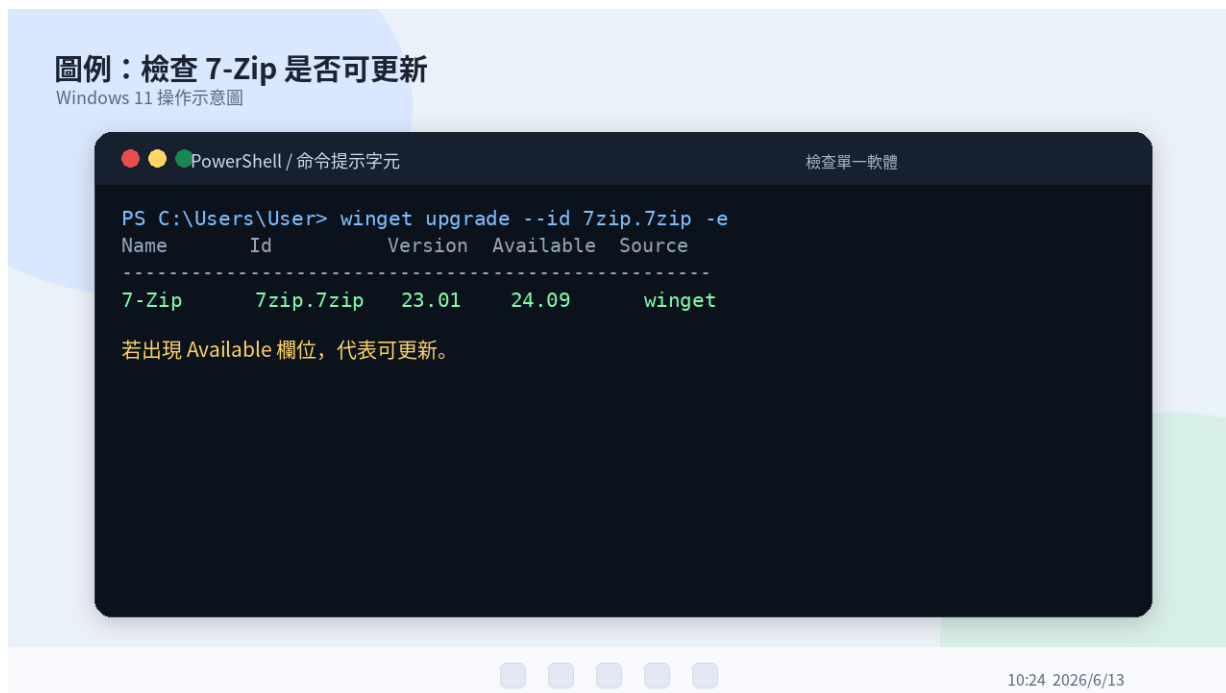 圖例：檢查 7-Zip 是否可更新
Windows 11 操作示意圖
PowerShell / 命令提示字元 檢查單一軟體
PS C:\Users\User> winget upgrade --id 7zip.7zip -e
Name Id Version Available Source
---------------------------------------------------
7-Zip 7zip.7zip 23.01 24.09 winget
若出現 Available 欄位，代表可更新。
10:24 2026/6/13